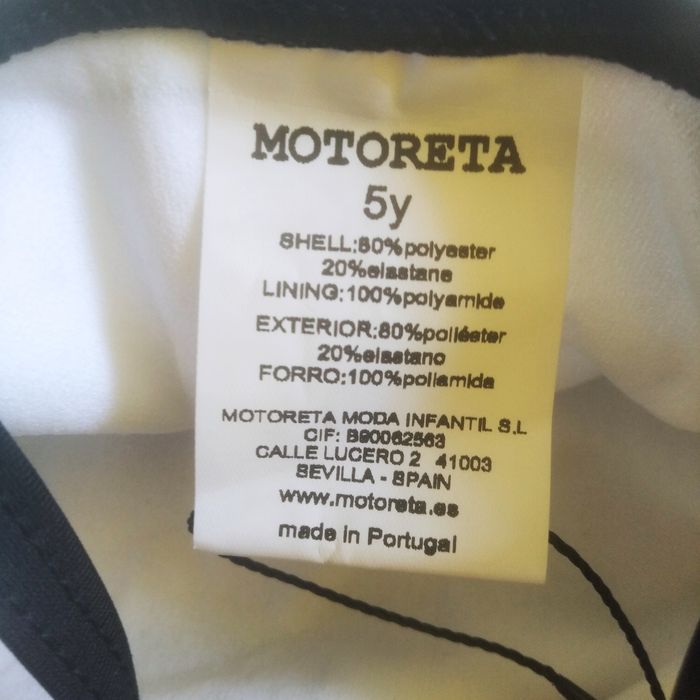 MOTORETA
5y
SHELL:80%polyester
20%elastane
LINING:100%polyamide
EXTERIOR:80%poliéster
20%elastano
FORRO:100%poliamida
MOTORETA MODA INFANTIL S.L
CIF: B90062563
CALLE LUCERO 2 41003
SEVILLA - SPAIN
www.motoreta.es
made in Portugal